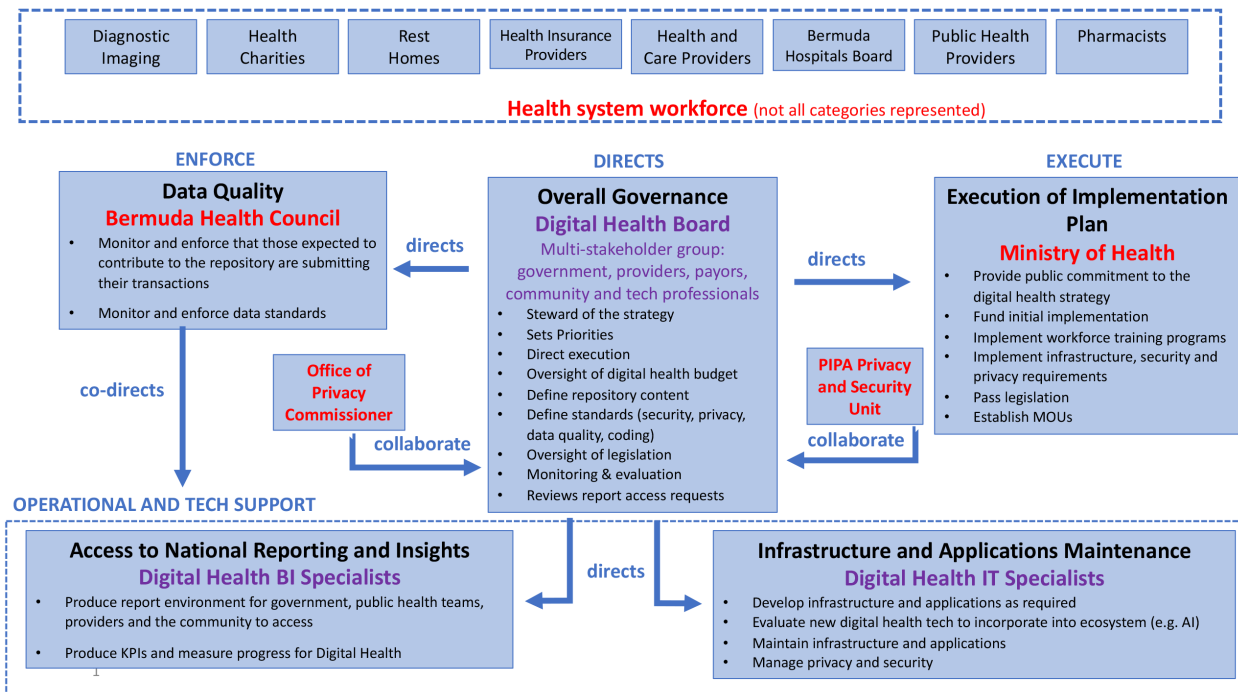 Diagnostic
Imaging
Health
Charities
Rest
Homes
Health Insurance
Providers
Health and
Care Providers
Bermuda
Hospitals Board
Public Health
Providers
Pharmacists
Health system workforce (not all categories represented)
ENFORCE
Data Quality
Bermuda Health Council
• Monitor and enforce that those expected to
contribute to the repository are submitting
their transactions
• Monitor and enforce data standards
directs
DIRECTS
Overall Governance
Digital Health Board
Multi-stakeholder group:
government, providers, payors,
community and tech professionals
• Steward of the strategy
• Sets Priorities
• Direct execution
• Oversight of digital health budget
• Define repository content
• Define standards (security, privacy,
data quality, coding)
• Oversight of legislation
• Monitoring & evaluation
• Reviews report access requests
directs
EXECUTE
Execution of Implementation
Plan
Ministry of Health
• Provide public commitment to the
digital health strategy
• Fund initial implementation
• Implement workforce training programs
• Implement infrastructure, security and
privacy requirements
• Pass legislation
• Establish MOUs
co-directs
Office of
Privacy
Commissioner
collaborate
PIPA Privacy
and Security
Unit
collaborate
OPERATIONAL AND TECH SUPPORT
Access to National Reporting and Insights
Digital Health BI Specialists
• Produce report environment for government, public health teams,
providers and the community to access
• Produce KPIs and measure progress for Digital Health
directs
Infrastructure and Applications Maintenance
Digital Health IT Specialists
• Develop infrastructure and applications as required
• Evaluate new digital health tech to incorporate into ecosystem (e.g. AI)
• Maintain infrastructure and applications
• Manage privacy and security